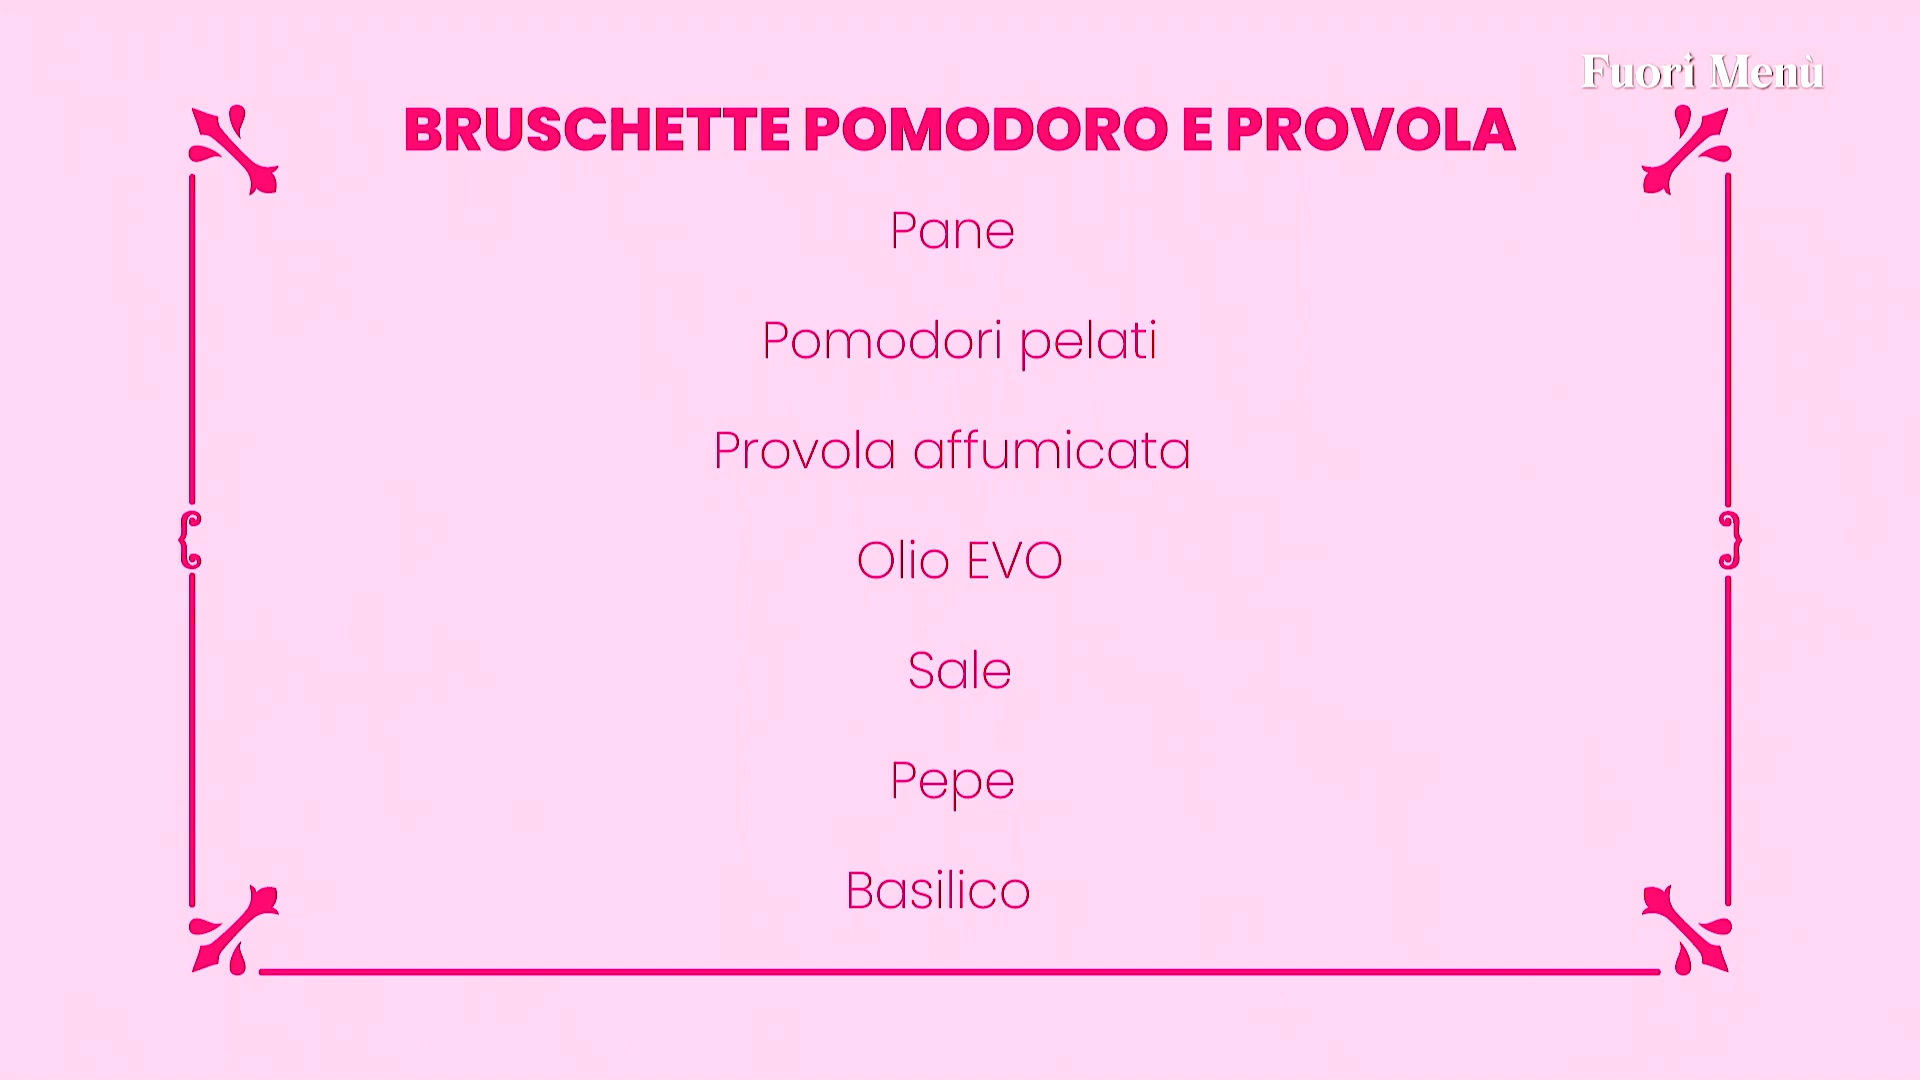 Fuori Menù
BRUSCHETTE POMODORO E PROVOLA
Pane
Pomodori pelati
Provola affumicata
Olio EVO
Sale
Pepe
Basilico